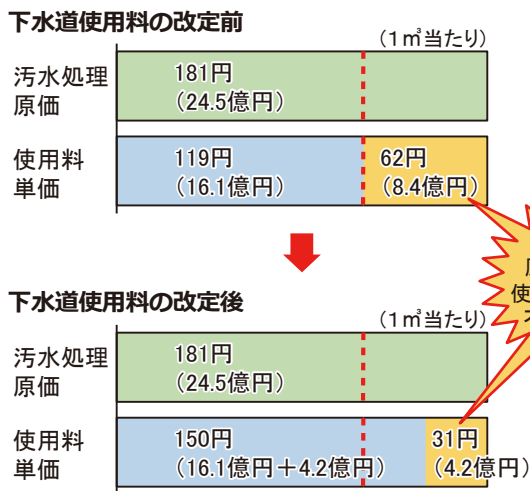 下水道使用料の改定前
(1㎥当たり)
汚水処理
原価
181円
(24.5億円)
使用料
単価
119円
(16.1億円)
62円
(8.4億円)
下水道使用料の改定後
(1㎥当たり)
汚水処理
原価
181円
(24.5億円)
使用料
単価
150円
(16.1億円+4.2億円)
31円
(4.2億円)
使